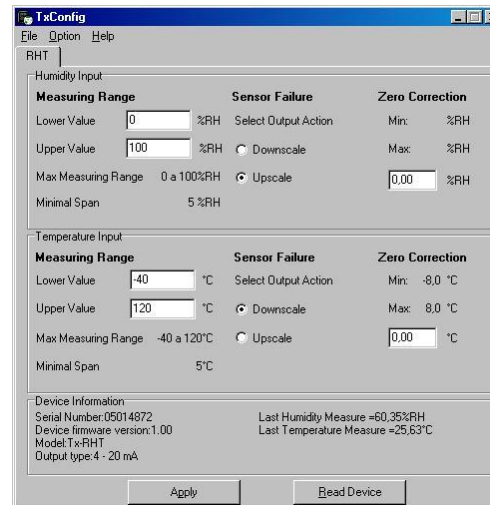 TxConfig
File Option Help
RHT
Humidity Input
Measuring Range Sensor Failure Zero Correction
Lower Value 0 %RH Select Output Action Min: %RH
Upper Value 100 %RH Downscale Max: %RH
Max Measuring Range 0 a 100%RH Upscale 0,00 %RH
Minimal Span 5 %RH
Temperature Input
Measuring Range Sensor Failure Zero Correction
Lower Value -40 °C Select Output Action Min: -8,0 °C
Upper Value 120 °C Downscale Max: 8,0 °C
Max Measuring Range -40 a 120°C Upscale 0,00 °C
Minimal Span 5°C
Device Information
Serial Number:05014872 Last Humidity Measure =60,35%RH
Device firmware version:1.00 Last Temperature Measure =25,63°C
Model:Tx-RHT
Output type:4 - 20 mA
Apply Read Device